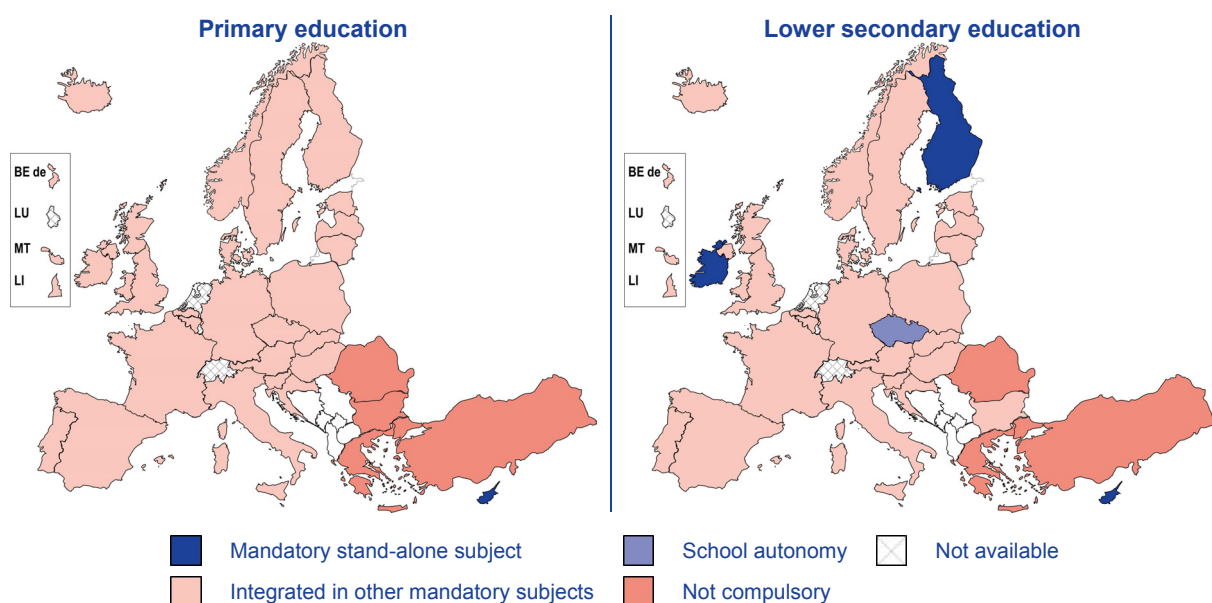 Primary education
Lower secondary education
BE de
LU
MT
LI
BE de
LU
MT
LI
Mandatory stand-alone subject
School autonomy
Not available
Integrated in other mandatory subjects
Not compulsory